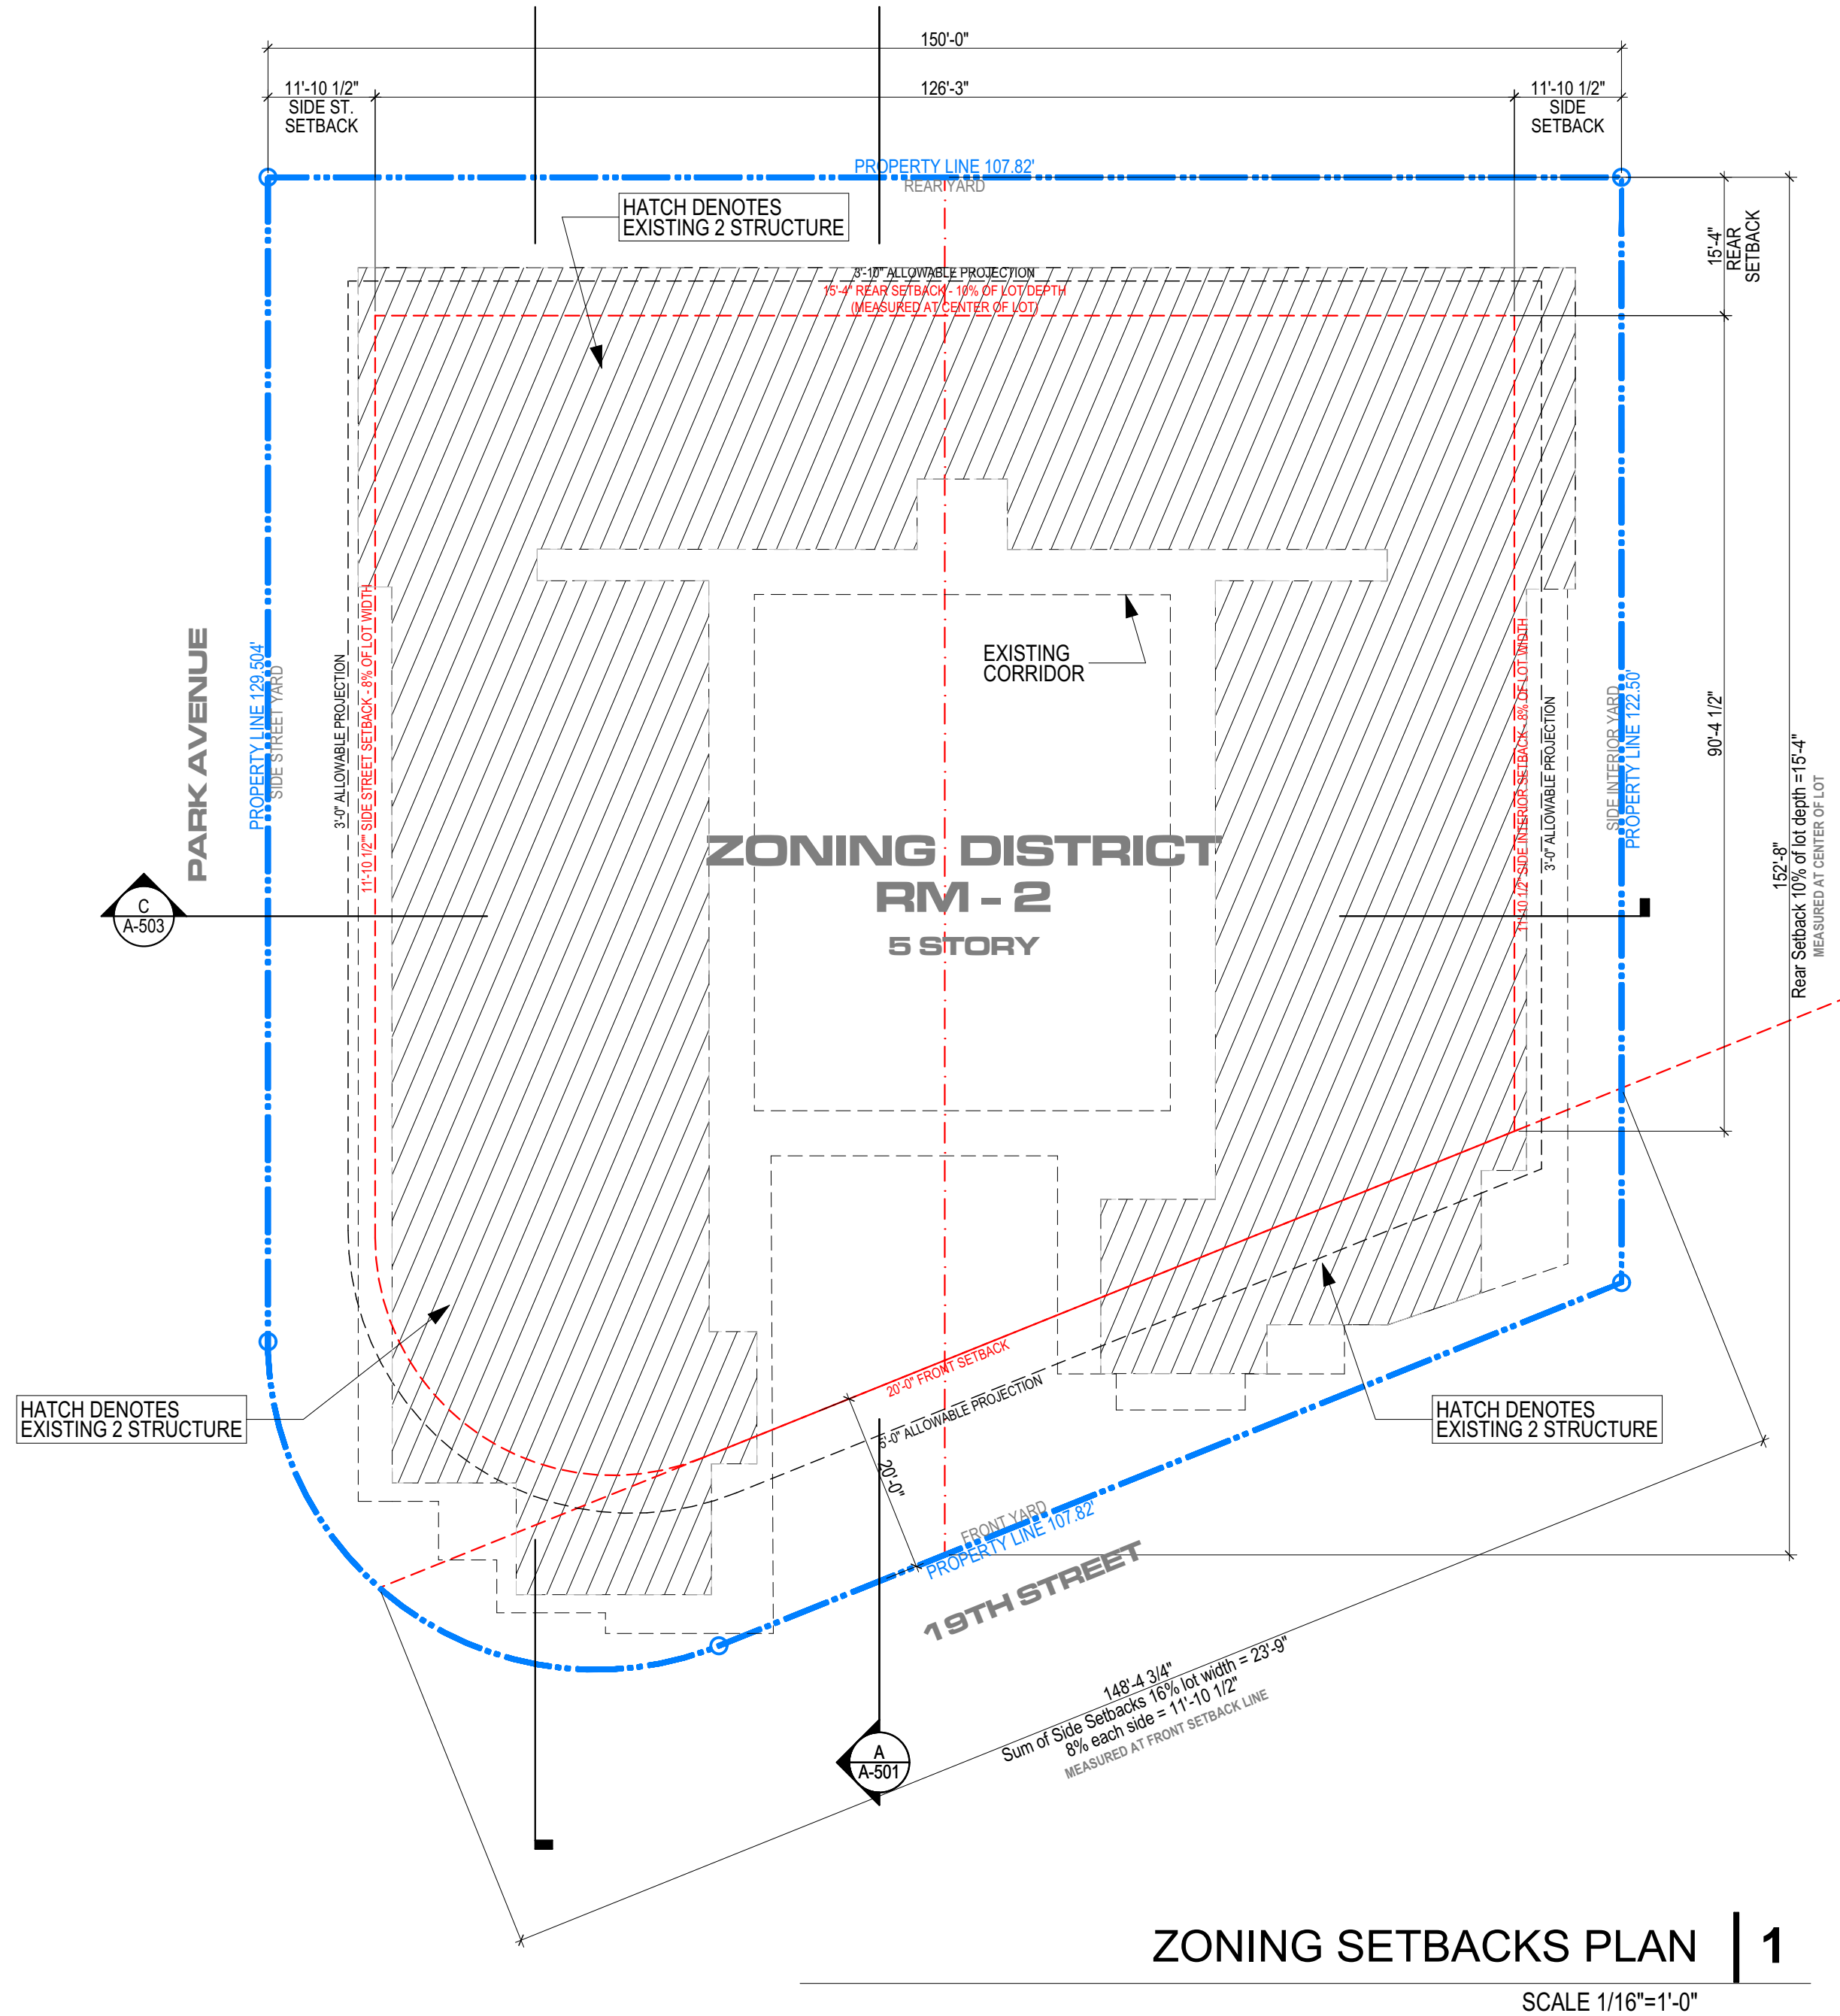 150'-0"
11'-10 1/2"
SIDE ST.
SETBACK
126'-3"
11'-10 1/2"
SIDE
SETBACK
PROPERTY LINE 107.82'
REAR YARD
HATCH DENOTES
EXISTING 2 STRUCTURE
15'-4"
REAR
SETBACK
3'-10" ALLOWABLE PROJECTION
15'-4" REAR SETBACK - 10% OF LOT DEPTH
(MEASURED AT CENTER OF LOT)
PARK AVENUE
PROPERTY LINE 129.504'
SIDE STREET YARD
3'-0" ALLOWABLE PROJECTION
11'-10 1/2"" SIDE STREET SETBACK - 8% OF LOT WIDTH
EXISTING
CORRIDOR
ZONING DISTRICT
RM - 2
5 STORY
11'-10 1/2" SIDE INTERIOR SETBACK - 8% OF LOT WIDTH
3'-0" ALLOWABLE PROJECTION
SIDE INTERIOR YARD
PROPERTY LINE 122.50'
90'-4 1/2"
152'-8"
Rear Setback 10% of lot depth =15'-4"
MEASURED AT CENTER OF LOT
C
A-503
20'-0" FRONT SETBACK
5'-0" ALLOWABLE PROJECTION
20'-0"
HATCH DENOTES
EXISTING 2 STRUCTURE
HATCH DENOTES
EXISTING 2 STRUCTURE
FRONT YARD
PROPERTY LINE 107.82'
19TH STREET
148'-4 3/4"
Sum of Side Setbacks 16% lot width = 23'-9"
8% each side = 11'-10 1/2"
MEASURED AT FRONT SETBACK LINE
A
A-501
ZONING SETBACKS PLAN
1
SCALE 1/16"=1'-0"